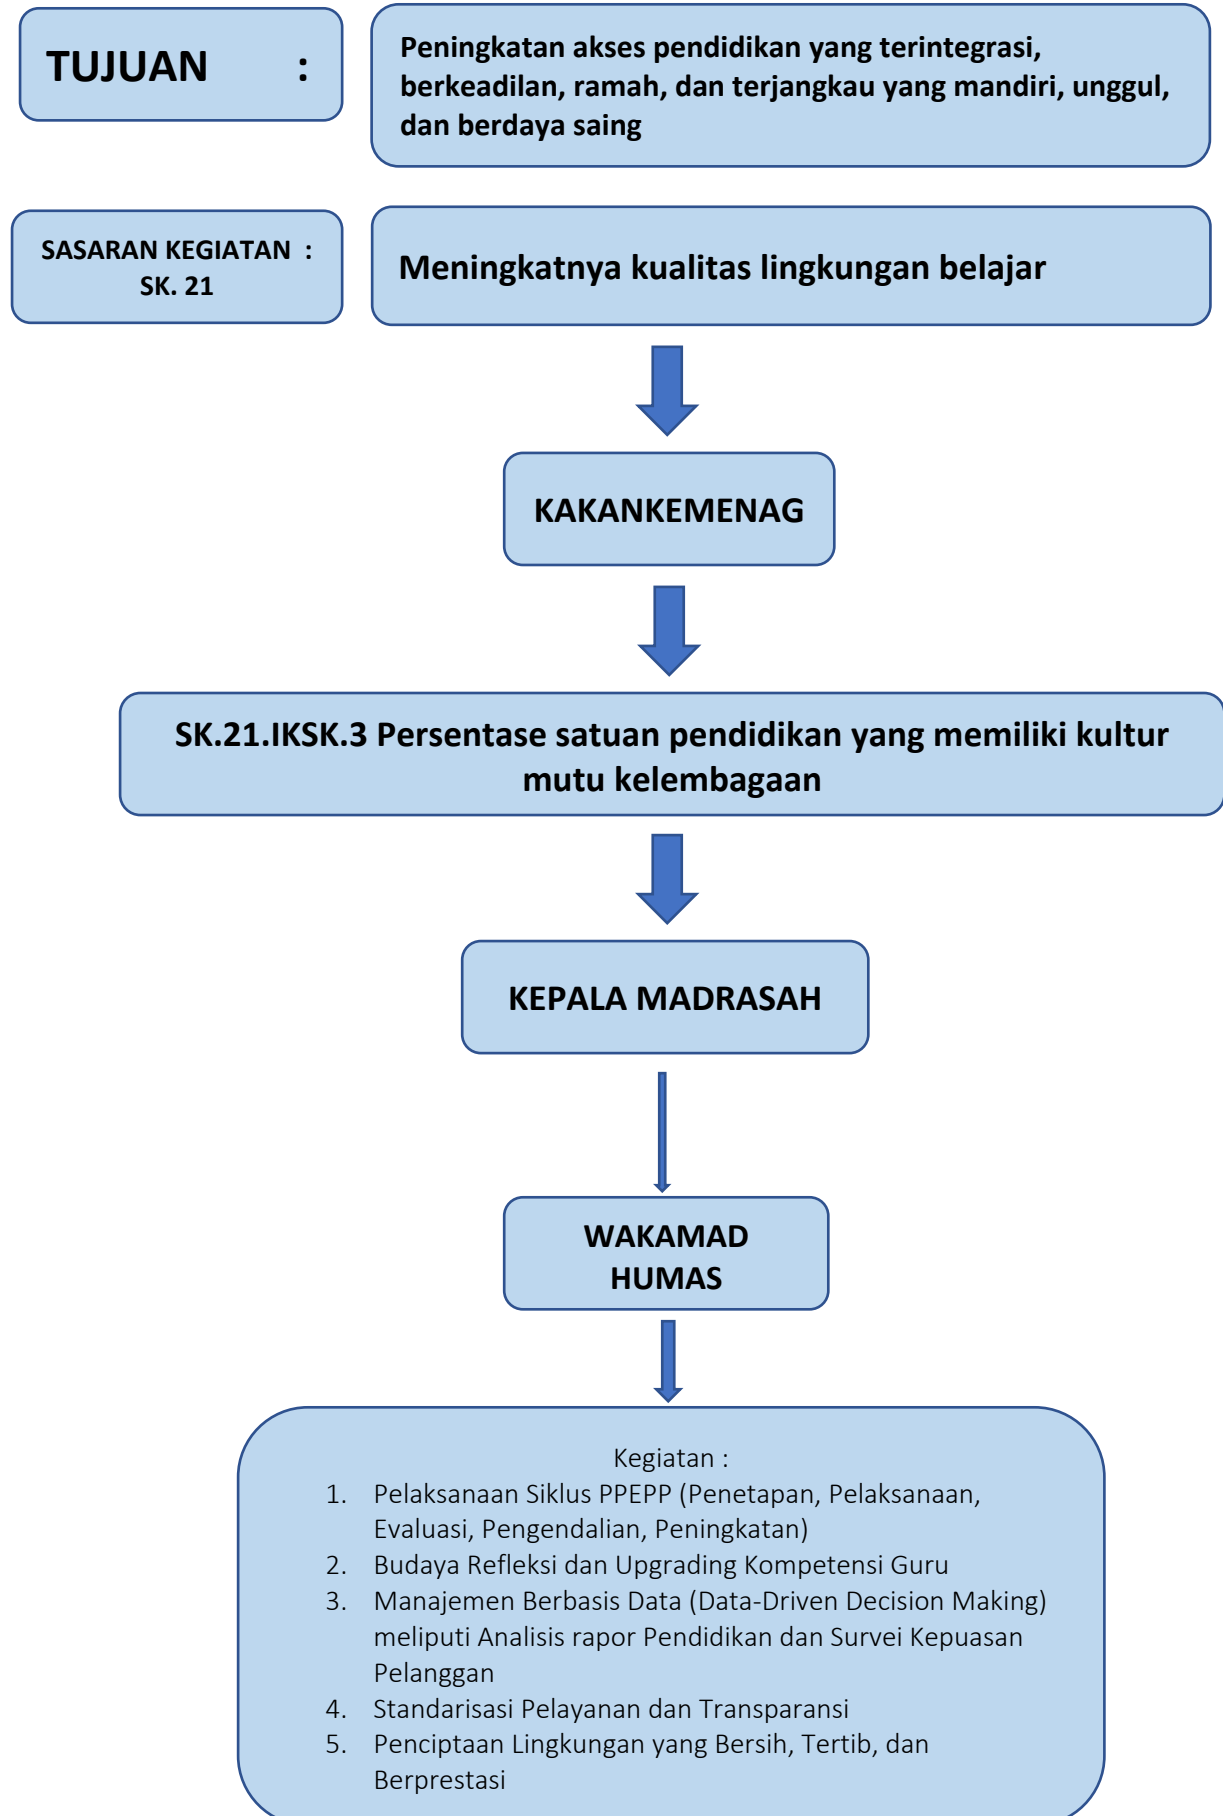 TUJUAN :
Peningkatan akses pendidikan yang terintegrasi,
berkeadilan, ramah, dan terjangkau yang mandiri, unggul,
dan berdaya saing
SASARAN KEGIATAN :
SK. 21
Meningkatnya kualitas lingkungan belajar
KAKANKEMENAG
SK.21.IKSK.3 Persentase satuan pendidikan yang memiliki kultur
mutu kelembagaan
KEPALA MADRASAH
WAKAMAD
HUMAS
Kegiatan :
1. Pelaksanaan Siklus PPEPP (Penetapan, Pelaksanaan,
Evaluasi, Pengendalian, Peningkatan)
2. Budaya Refleksi dan Upgrading Kompetensi Guru
3. Manajemen Berbasis Data (Data-Driven Decision Making)
meliputi Analisis rapor Pendidikan dan Survei Kepuasan
Pelanggan
4. Standarisasi Pelayanan dan Transparansi
5. Penciptaan Lingkungan yang Bersih, Tertib, dan
Berprestasi